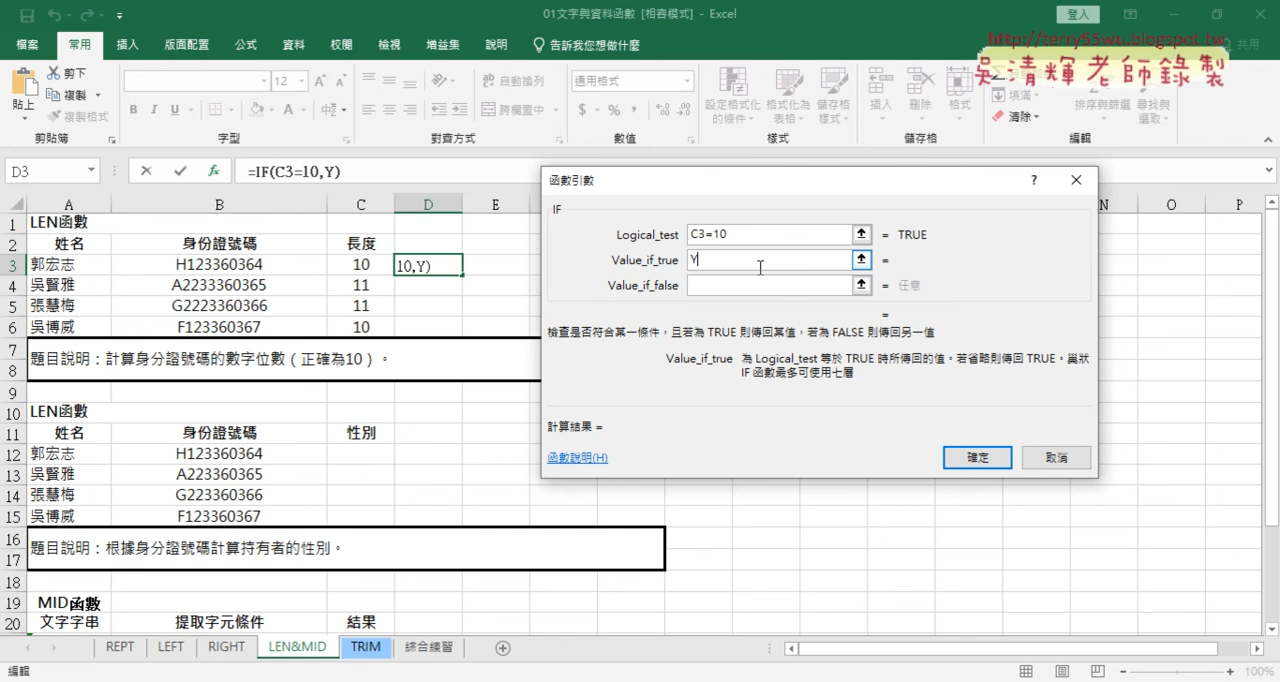 01文字與資料函數 [相容模式] - Excel
登入
http://terry55wu.blogspot.tw
吳清輝老師錄製
檔案 常用 插入 版面配置 公式 資料 校閱 檢視 增益集 說明 告訴我您想做什麼 共用
貼上 剪下 複製 複製格式 剪貼簿
12 A A B I U A 中 字型
自動換列 跨欄置中 對齊方式
通用格式 $ % , 數值
設定格式化的條件 格式化為表格 儲存格樣式 樣式
插入 刪除 格式 儲存格
填滿 清除 排序與篩選 尋找與選取 編輯
D3 fx =IF(C3=10,Y)
A B C D E N O P
1 LEN函數
2 姓名 身份證號碼 長度
3 郭宏志 H123360364 10 10,Y)
4 吳賢雅 A2233360365 11
5 張慧梅 G2223360366 11
6 吳博威 F123360367 10
7 題目說明：計算身分證號碼的數字位數（正確為10）。
8
9
10 LEN函數
11 姓名 身份證號碼 性別
12 郭宏志 H123360364
13 吳賢雅 A223360365
14 張慧梅 G223360366
15 吳博威 F123360367
16 題目說明：根據身分證號碼計算持有者的性別。
17
18
19 MID函數
20 文字字串 提取字元條件 結果
函數引數 ?
IF
Logical_test C3=10 = TRUE
Value_if_true Y =
Value_if_false = 任意
=
檢查是否符合某一條件，且若為 TRUE 則傳回某值，若為 FALSE 則傳回另一值
Value_if_true 為 Logical_test 等於 TRUE 時所傳回的值。若省略則傳回 TRUE。巢狀
IF 函數最多可使用七層
計算結果 =
函數說明(H) 確定 取消
REPT LEFT RIGHT LEN&MID TRIM 綜合練習
編輯 100%